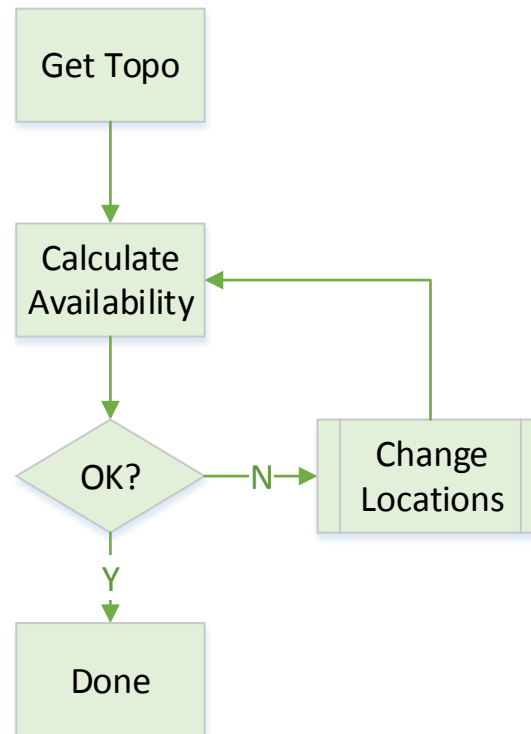 Get Topo
Calculate
Availability
OK?
N
Change
Locations
Y
Done